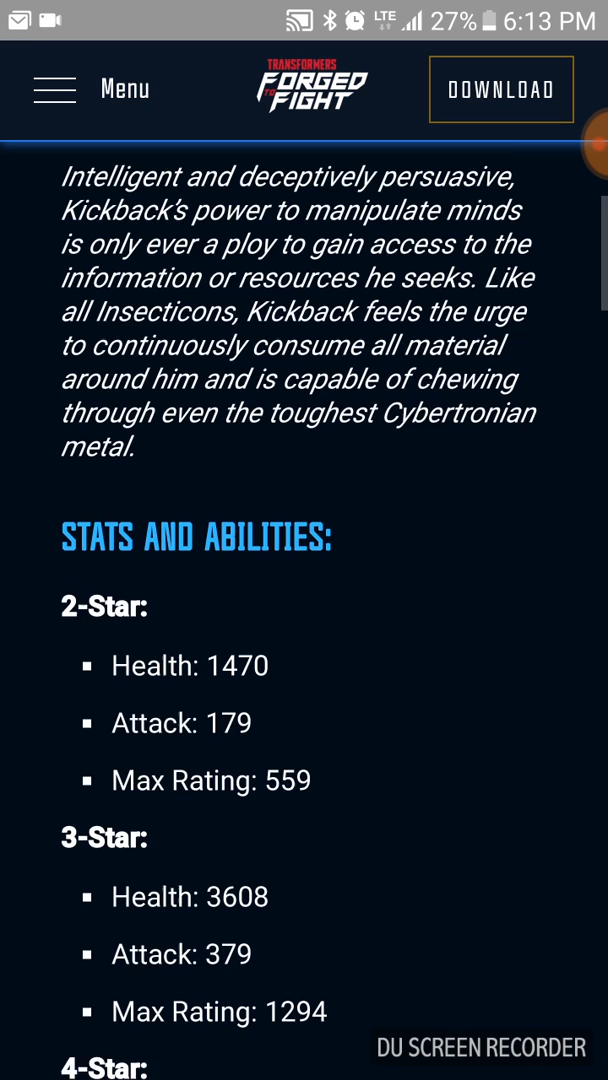 LTE 27% 6:13 PM
Menu
TRANSFORMERS
FORGED
TO
FIGHT
DOWNLOAD
Intelligent and deceptively persuasive,
Kickback's power to manipulate minds
is only ever a ploy to gain access to the
information or resources he seeks. Like
all Insecticons, Kickback feels the urge
to continuously consume all material
around him and is capable of chewing
through even the toughest Cybertronian
metal.
STATS AND ABILITIES:
2-Star:
▪ Health: 1470
▪ Attack: 179
▪ Max Rating: 559
3-Star:
▪ Health: 3608
▪ Attack: 379
▪ Max Rating: 1294
DU SCREEN RECORDER
4-Star: